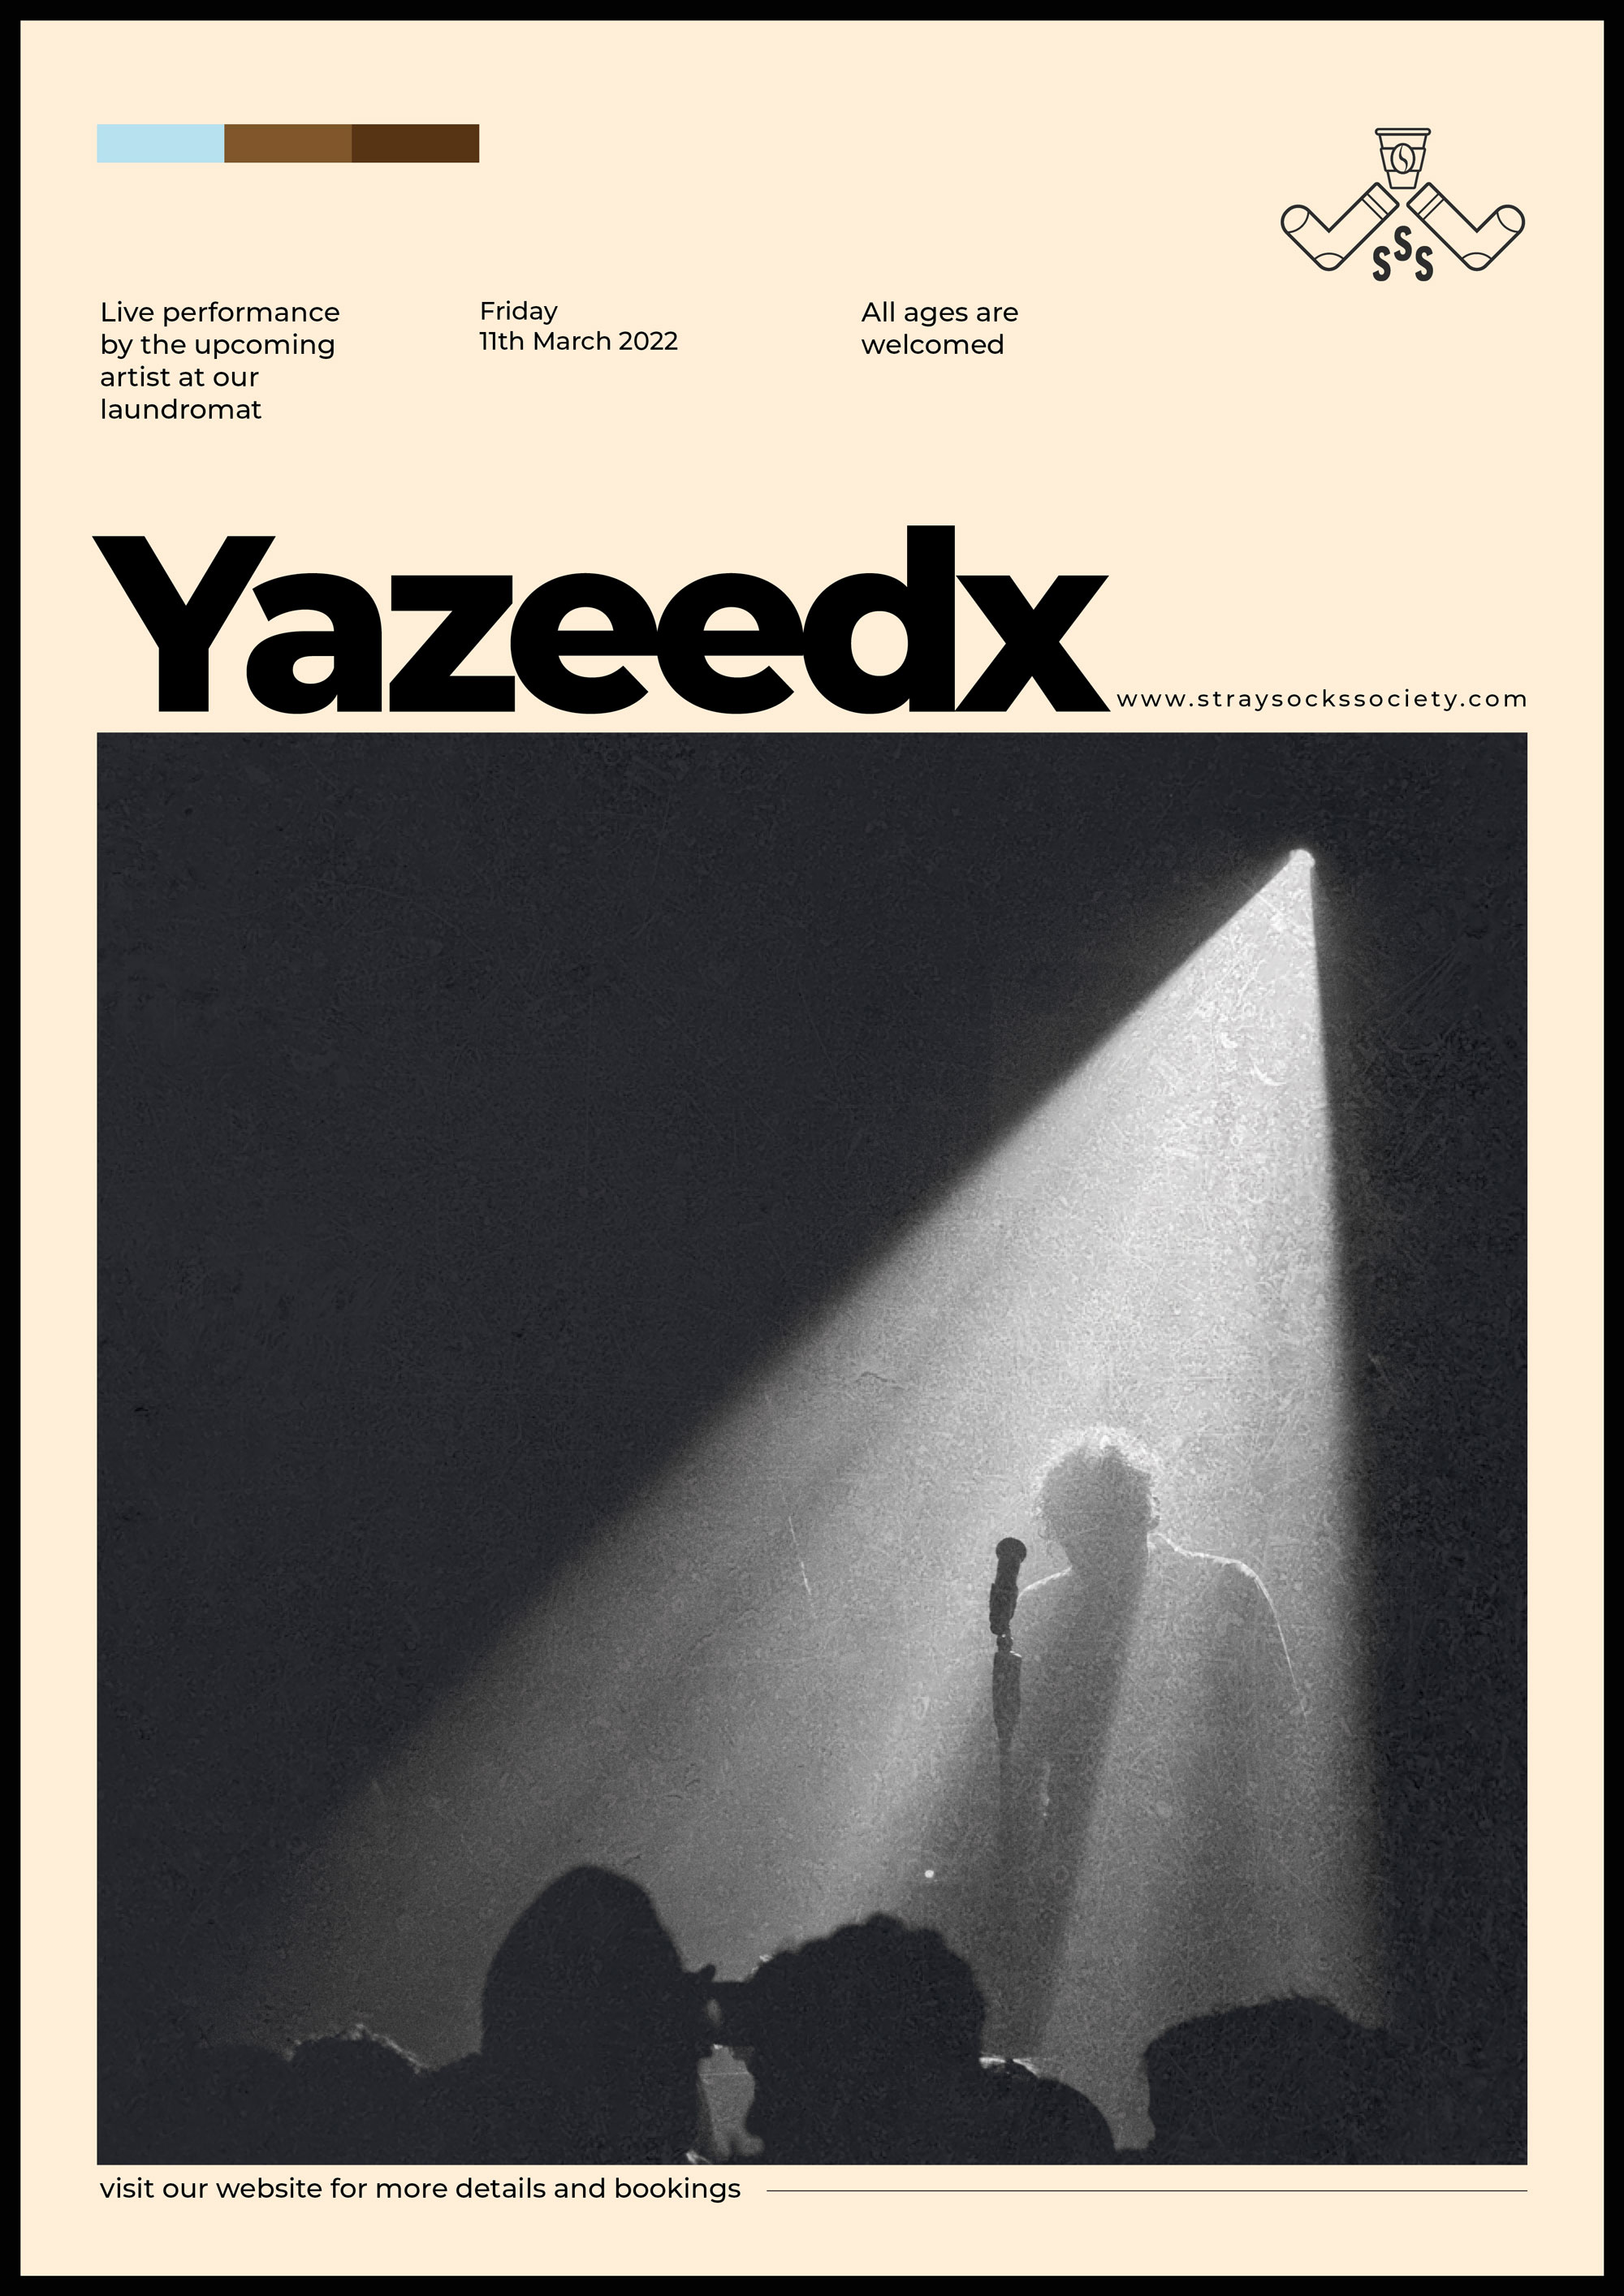 SSS
Live performance
by the upcoming
artist at our
laundromat
Friday
11th March 2022
All ages are
welcomed
Yazeedx
www.straysockssociety.com
visit our website for more details and bookings